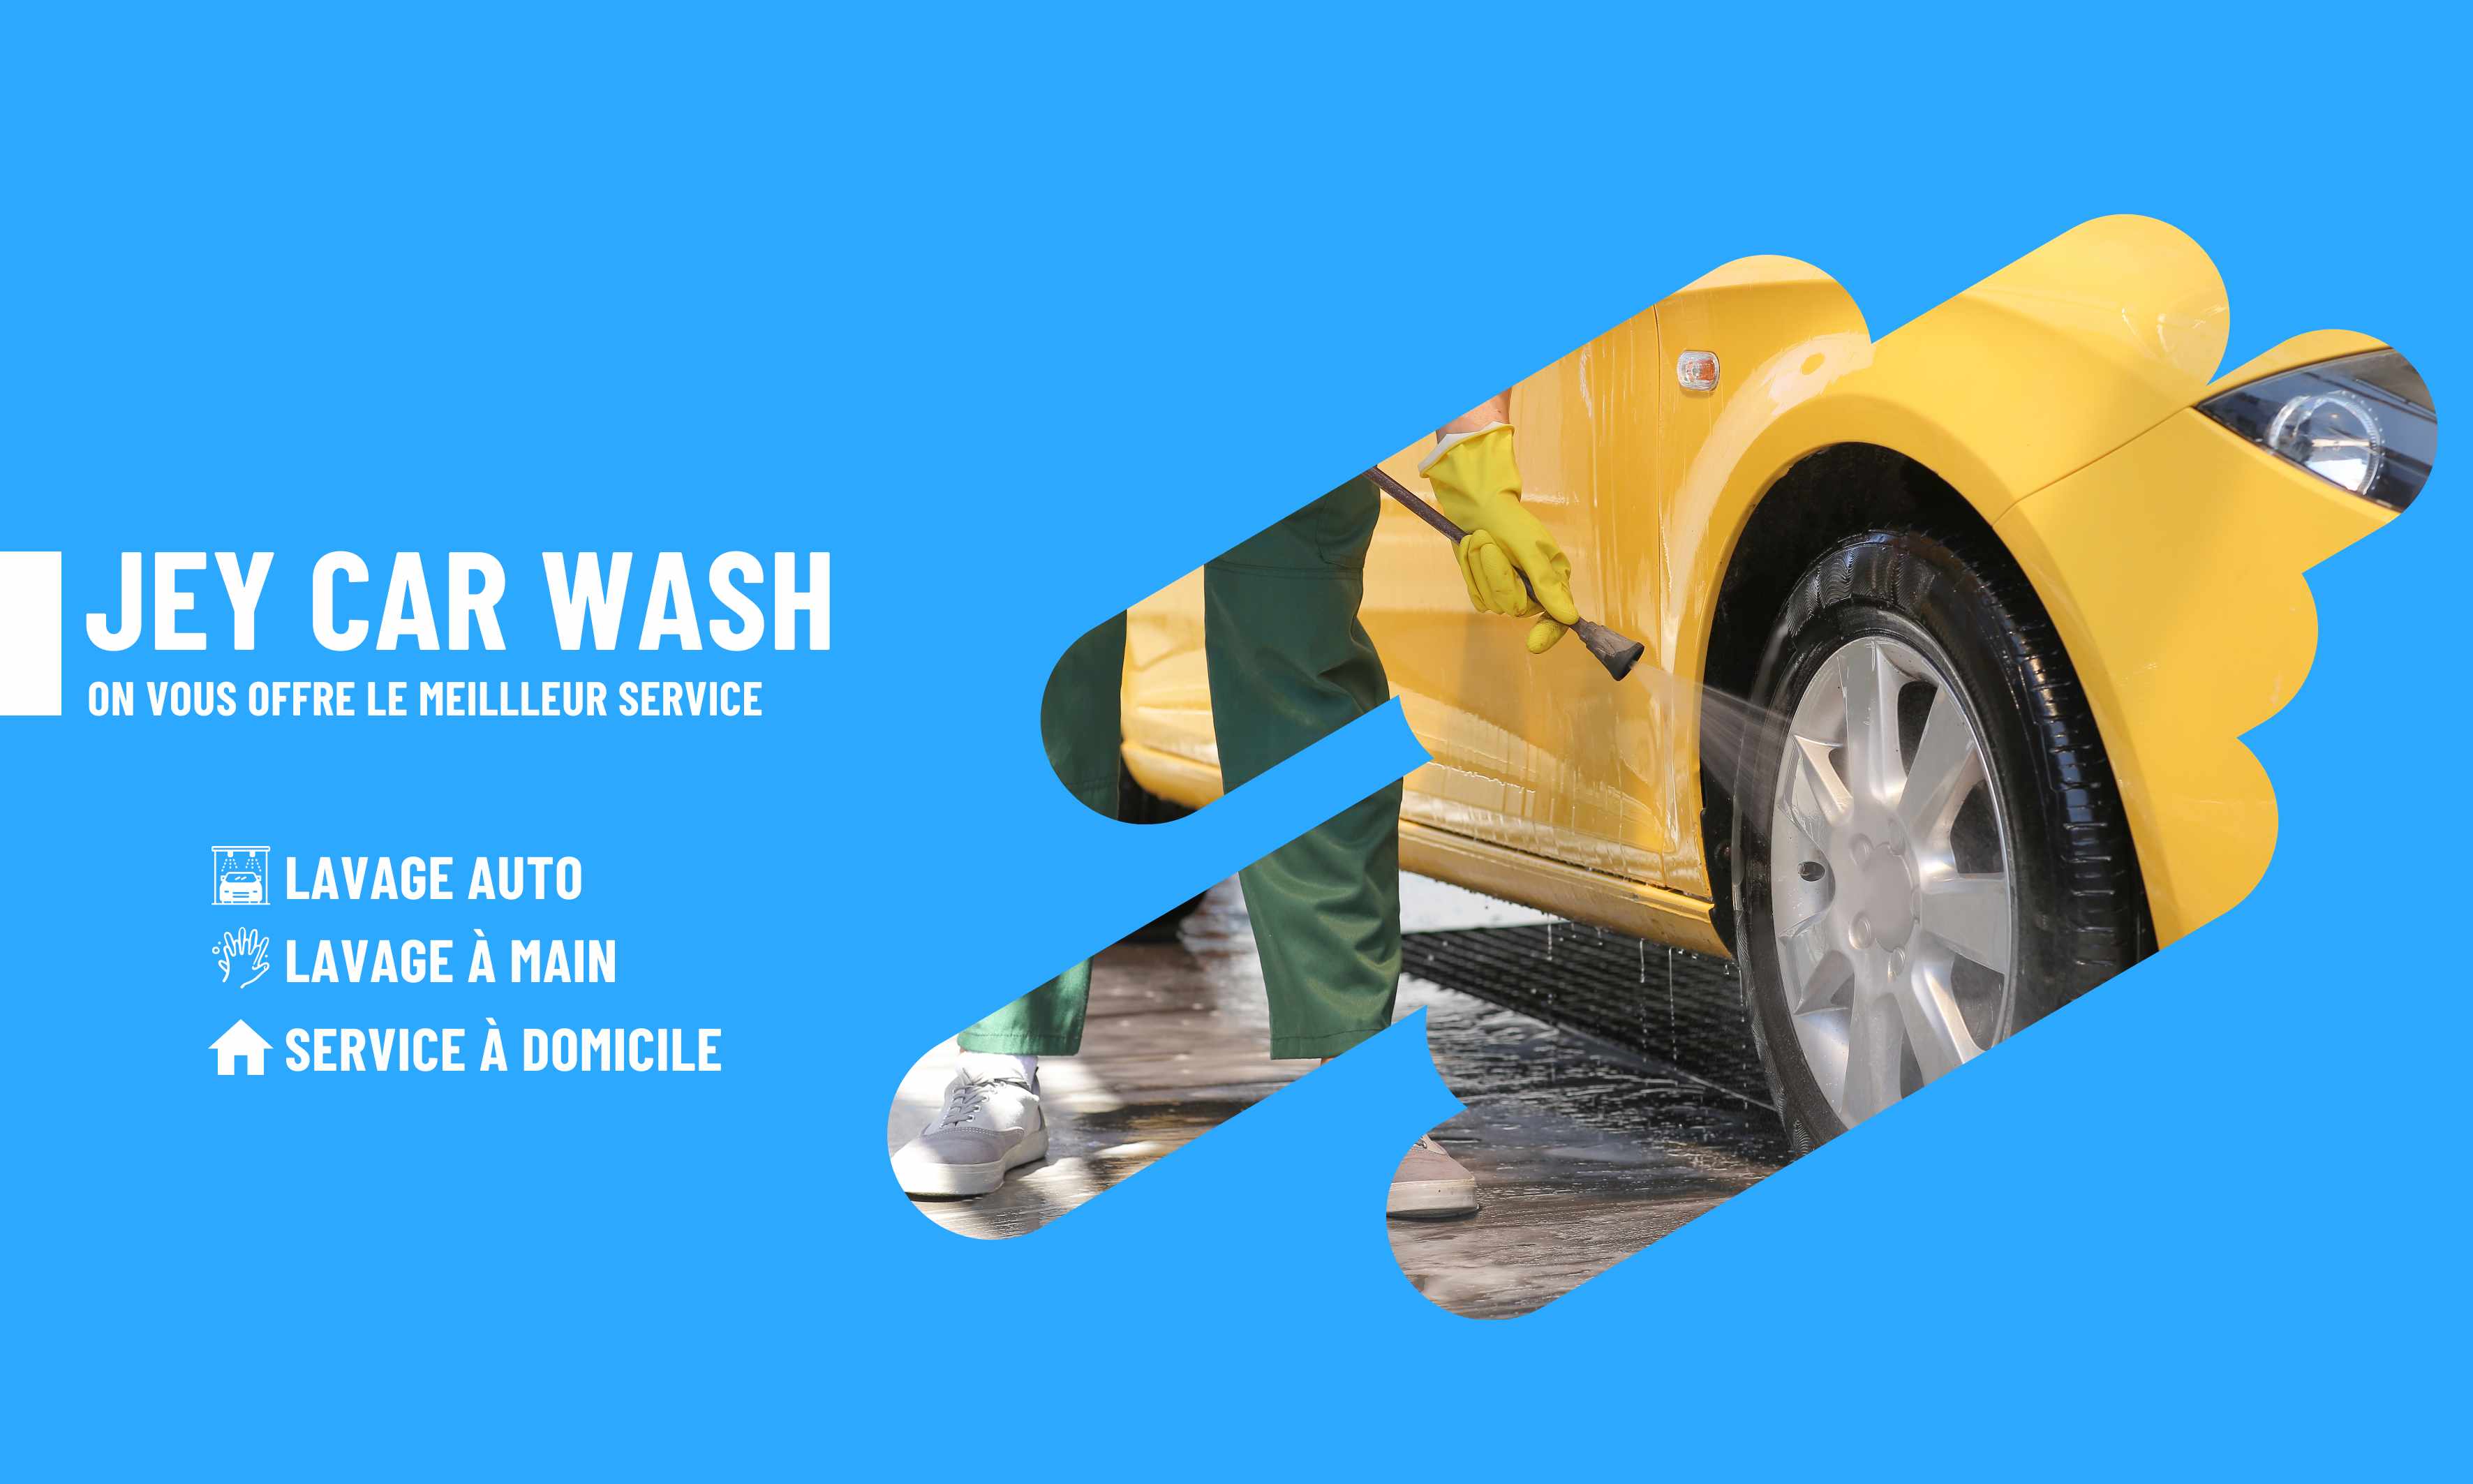 JEY CAR WASH
ON VOUS OFFRE LE MEILLLEUR SERVICE
LAVAGE AUTO
LAVAGE À MAIN
SERVICE À DOMICILE